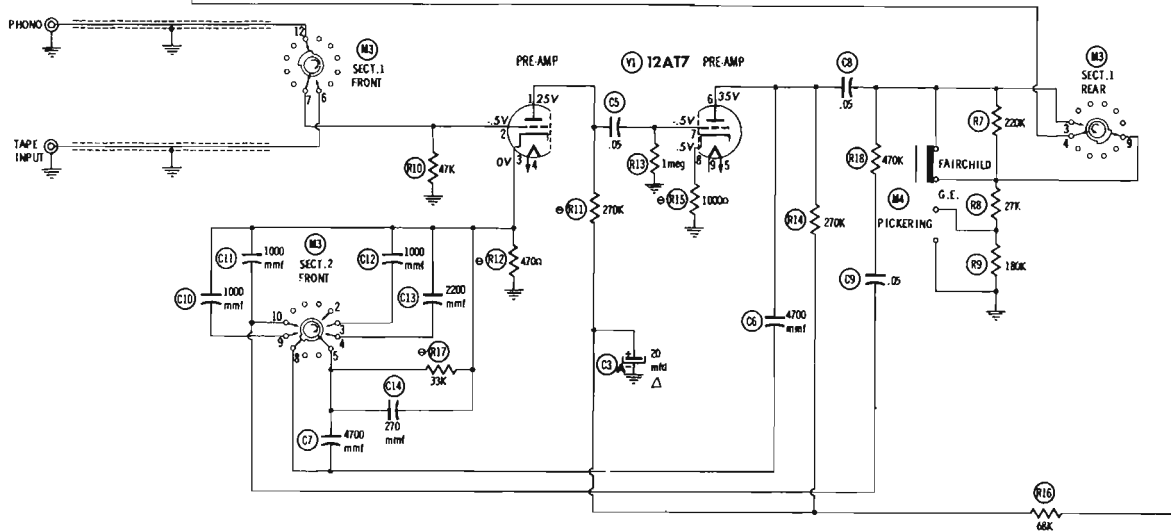 PHONO
12
M3
SECT.1
FRONT
7 6
TAPE
INPUT
PRE-AMP
V1 12AT7 PRE-AMP
1 25V
-.5V
2
0V 3 4
R10 47K
C5
.05
R13 1meg
6 35V
-.5V 7
.5V
8 9 5
R15 1000Ω
R11
270K
R12 470Ω
C8
.05
R14
270K
R18 470K
R7
220K
FAIRCHILD
G.E.
M4
PICKERING
R8
27K
R9
180K
M3
SECT.1
REAR
3
4 9
C11 1000
mmf
C10 1000
mmf
M3
SECT.2
FRONT
C12 1000
mmf
C13 2200
mmf
10 2
9 3
4
8 5
R17
33K
C14
270
mmf
C7 4700
mmf
C3A + 20
mfd
Δ
C6 4700
mmf
C9 .05
R16
68K